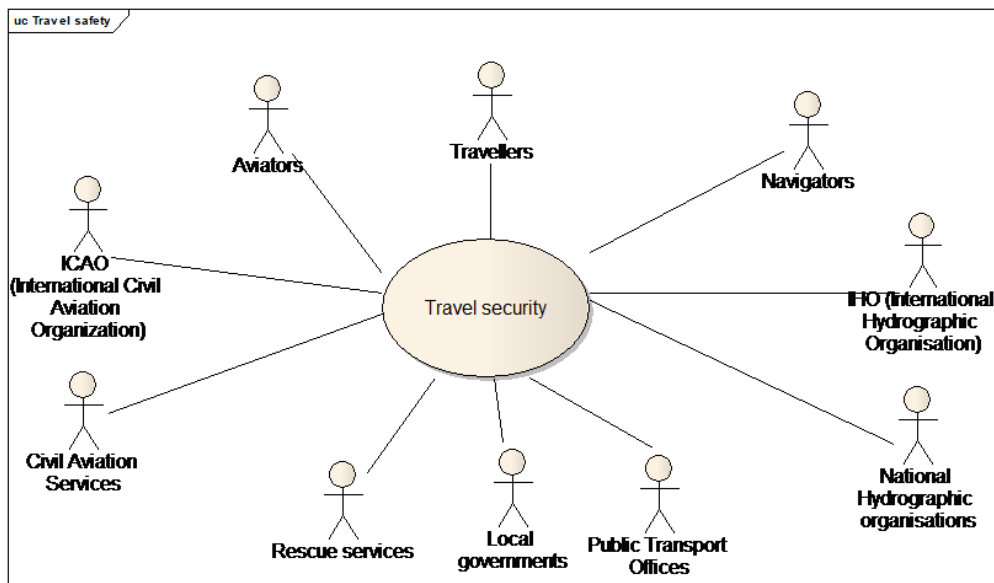 uc Travel safety
Aviators
Travellers
Navigators
ICAO
(International Civil
Aviation
Organization)
Travel security
IHO (International
Hydrographic
Organisation)
Civil Aviation
Services
National
Hydrographic
organisations
Rescue services
Local
governments
Public Transport
Offices